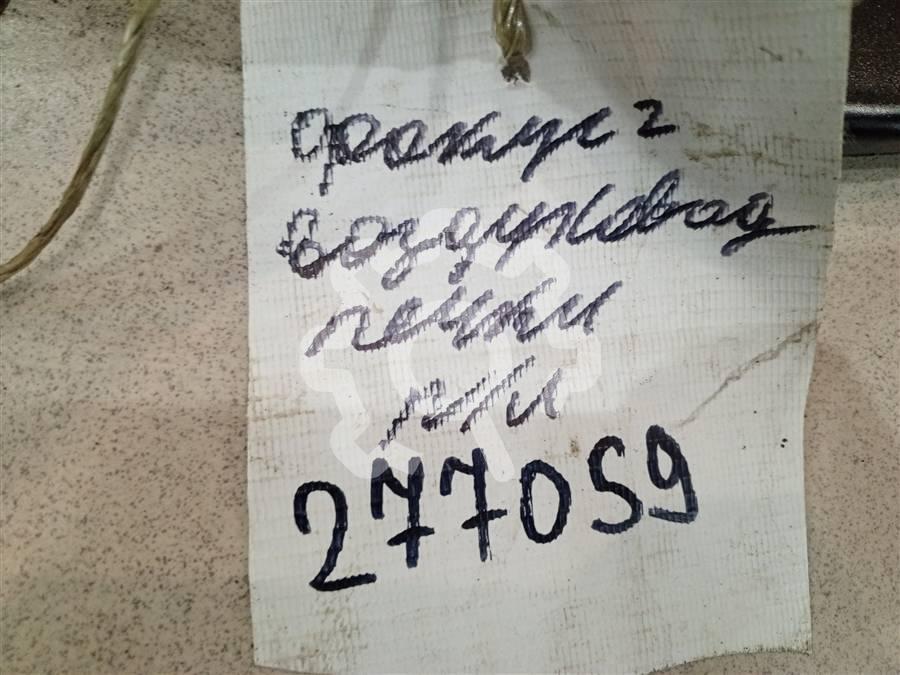 фокус 2
воздуховод
печки
277059